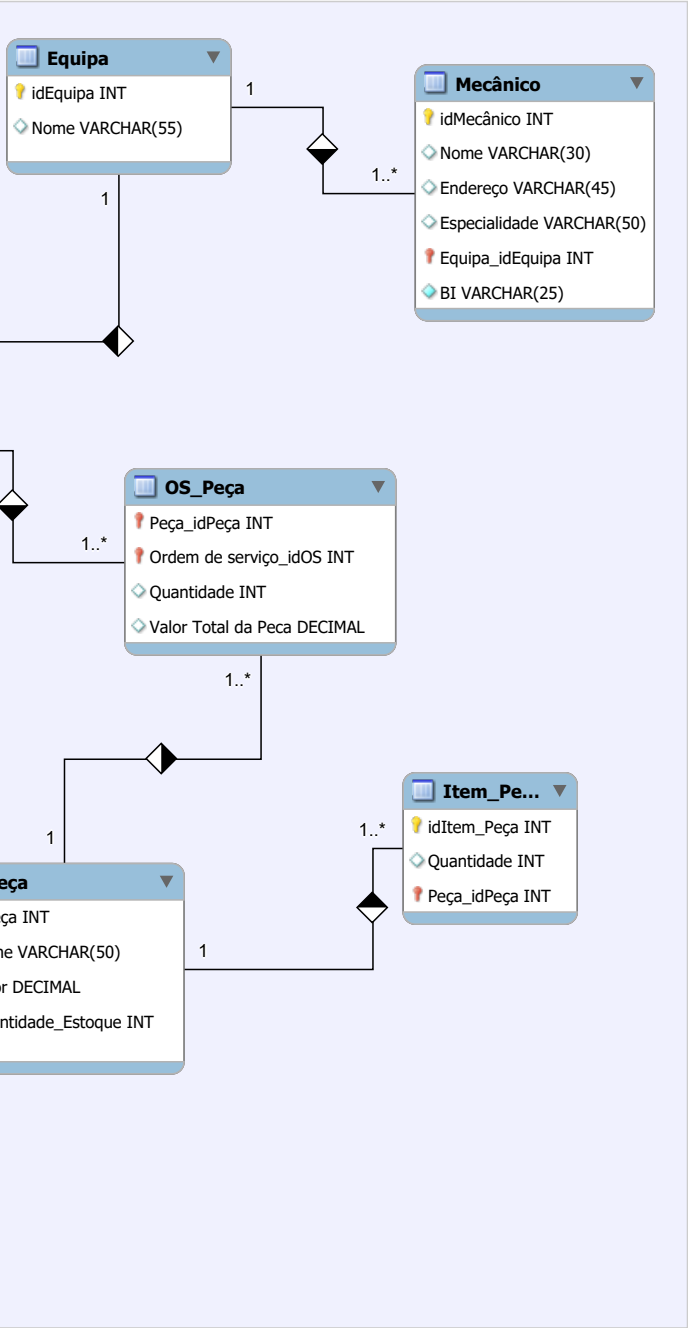 Equipa
idEquipa INT
Nome VARCHAR(55)
1
1
1..*
Mecânico
idMecânico INT
Nome VARCHAR(30)
Endereço VARCHAR(45)
Especialidade VARCHAR(50)
Equipa_idEquipa INT
BI VARCHAR(25)
1..*
OS_Peça
Peça_idPeça INT
Ordem de serviço_idOS INT
Quantidade INT
Valor Total da Peca DECIMAL
1..*
1
Item_Pe...
idItem_Peça INT
Quantidade INT
Peça_idPeça INT
1..*
1
eça
ça INT
ne VARCHAR(50)
r DECIMAL
ntidade_Estoque INT